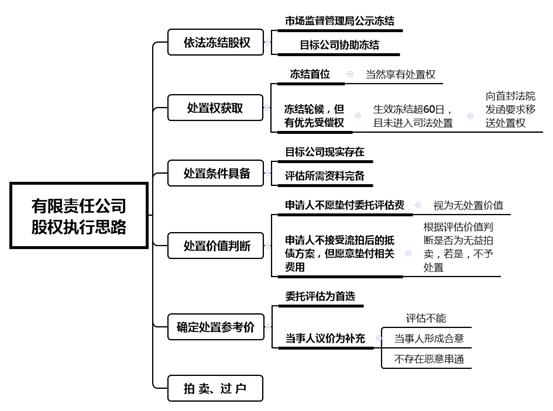 有限责任公司
股权执行思路
依法冻结股权
市场监督管理局公示冻结
目标公司协助冻结
处置权获取
冻结首位
当然享有处置权
冻结轮候，但
有优先受偿权
生效冻结超60日，
且未进入司法处置
向首封法院
发函要求移
送处置权
处置条件具备
目标公司现实存在
评估所需资料完备
处置价值判断
申请人不愿垫付委托评估费
视为无处置价值
申请人不接受流拍后的抵
债方案，但愿意垫付相关
费用
根据评估价值判
断是否为无益拍
卖，若是，不予
处置
确定处置参考价
委托评估为首选
当事人议价为补充
评估不能
当事人形成合意
不存在恶意串通
拍 卖、过 户